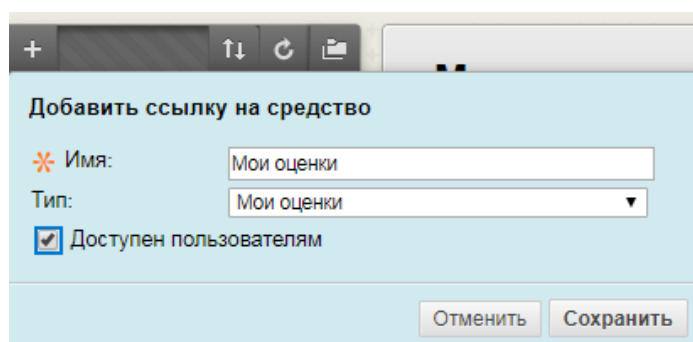 Добавить ссылку на средство
Имя:
Мои оценки
Тип:
Мои оценки
Доступен пользователям
Отменить
Сохранить